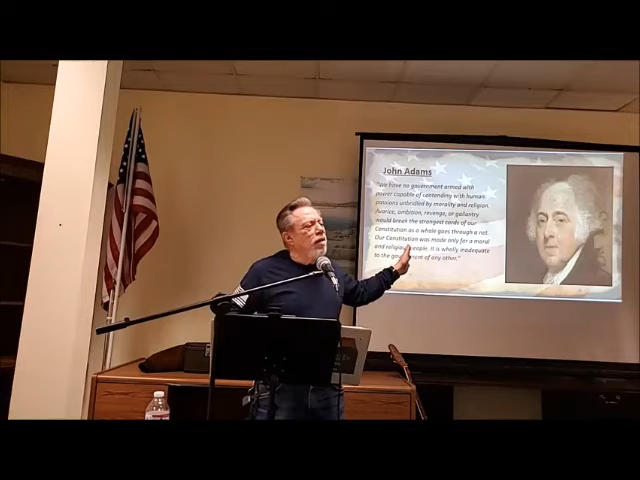 John Adams
"We have no government armed with
power capable of contending with human
passions unbridled by morality and religion.
Avarice, ambition, revenge, or gallantry
would break the strongest cords of our
Constitution as a whale goes through a net.
Our Constitution was made only for a moral
and religious people. It is wholly inadequate
to the government of any other."